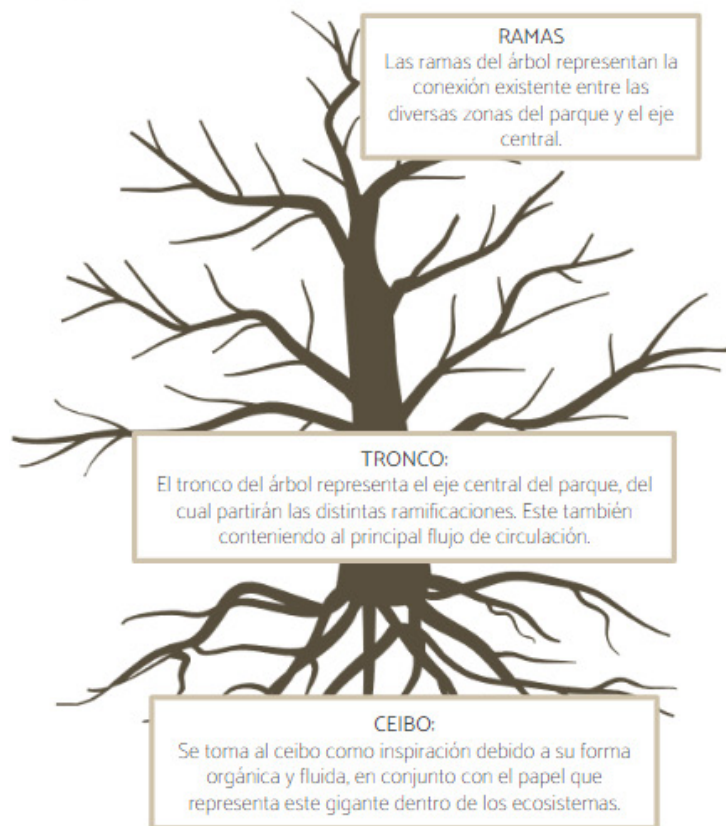 RAMAS
Las ramas del árbol representan la
conexión existente entre las
diversas zonas del parque y el eje
central.
TRONCO:
El tronco del árbol representa el eje central del parque, del
cual partirán las distintas ramificaciones. Este también
conteniendo al principal flujo de circulación.
CEIBO:
Se toma al ceibo como inspiración debido a su forma
orgánica y fluida, en conjunto con el papel que
representa este gigante dentro de los ecosistemas.